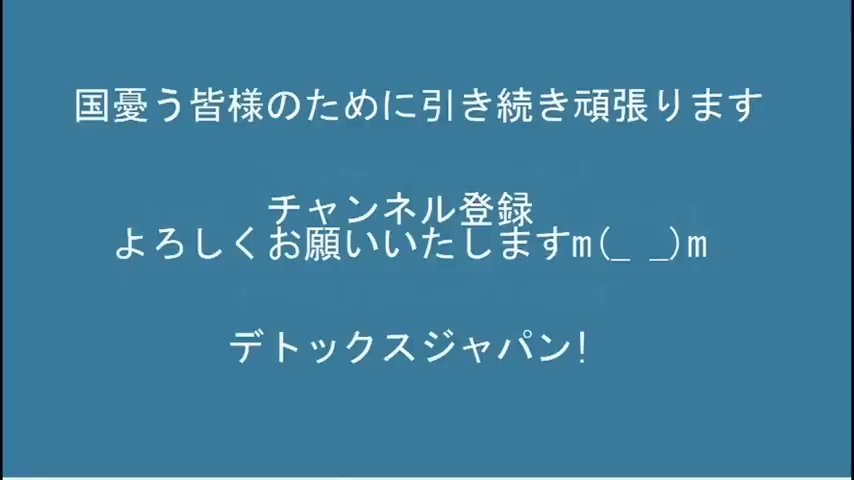 国憂う皆様のために引き続き頑張ります
チャンネル登録
よろしくお願いいたしますm(_ _)m
デトックスジャパン!